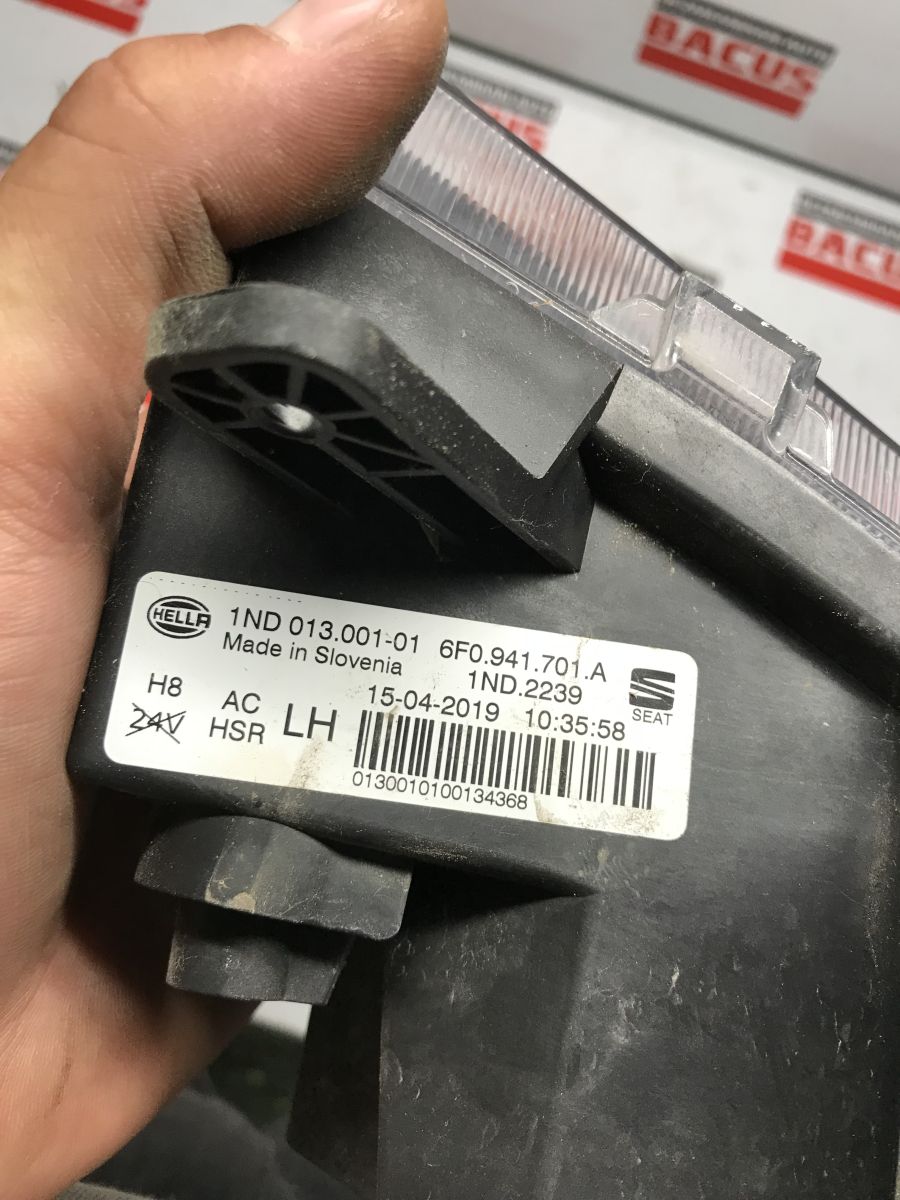 BACUS
BACUS
HELLA 1ND 013.001-01 6F0.941.701.A
Made in Slovenia 1ND.2239
SEAT
H8 AC LH 15-04-2019 10:35:58
24V HSR
0130010100134368